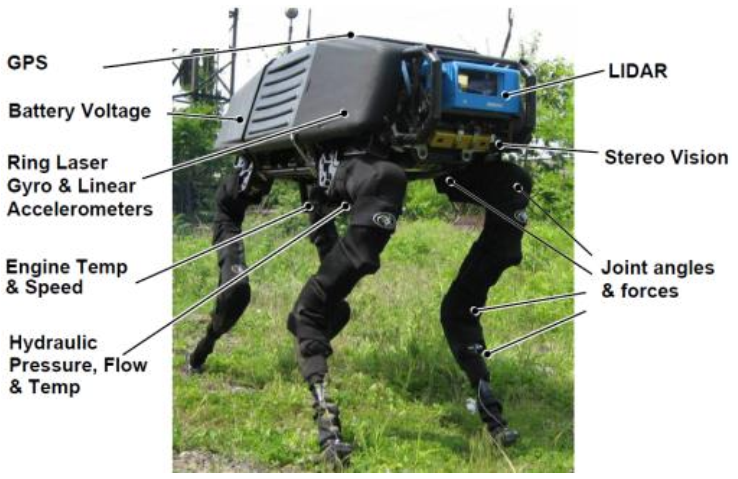 GPS
Battery Voltage
Ring Laser
Gyro & Linear
Accelerometers
Engine Temp
& Speed
Hydraulic
Pressure, Flow
& Temp
LIDAR
Stereo Vision
Joint angles
& forces